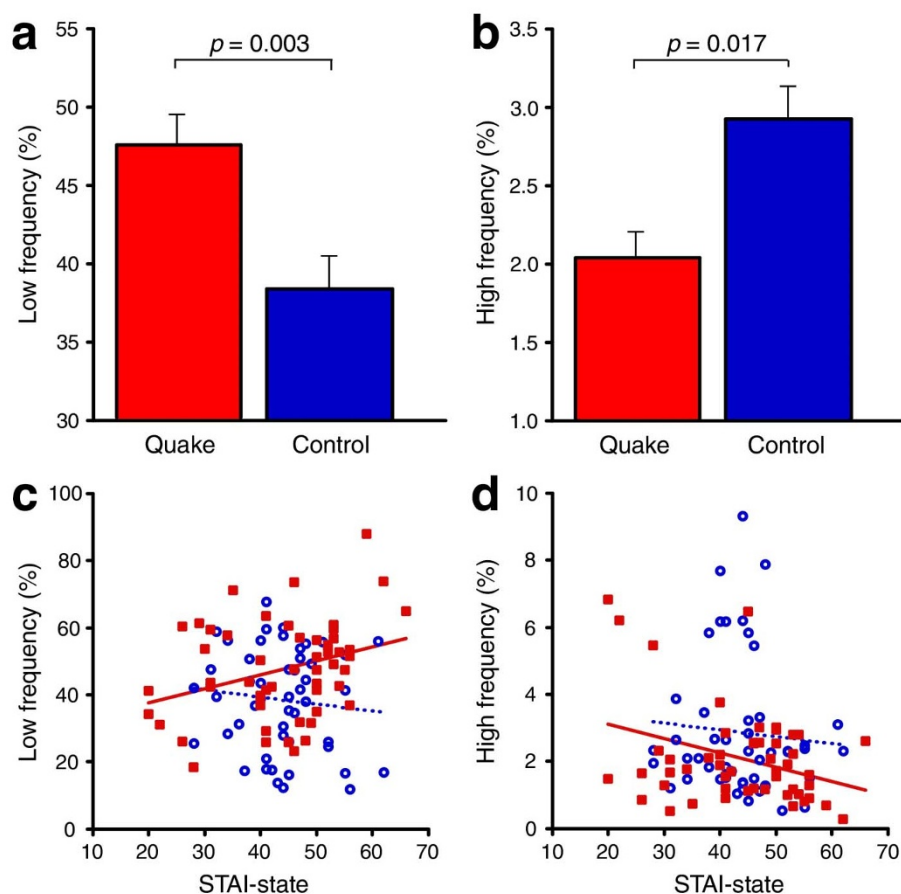 a
p = 0.003
Low frequency (%)
55
50
45
40
35
30
Quake
Control
b
p = 0.017
High frequency (%)
3.5
3.0
2.5
2.0
1.5
1.0
Quake
Control
c
Low frequency (%)
100
80
60
40
20
0
10 20 30 40 50 60 70
STAI-state
d
High frequency (%)
10
8
6
4
2
0
10 20 30 40 50 60 70
STAI-state